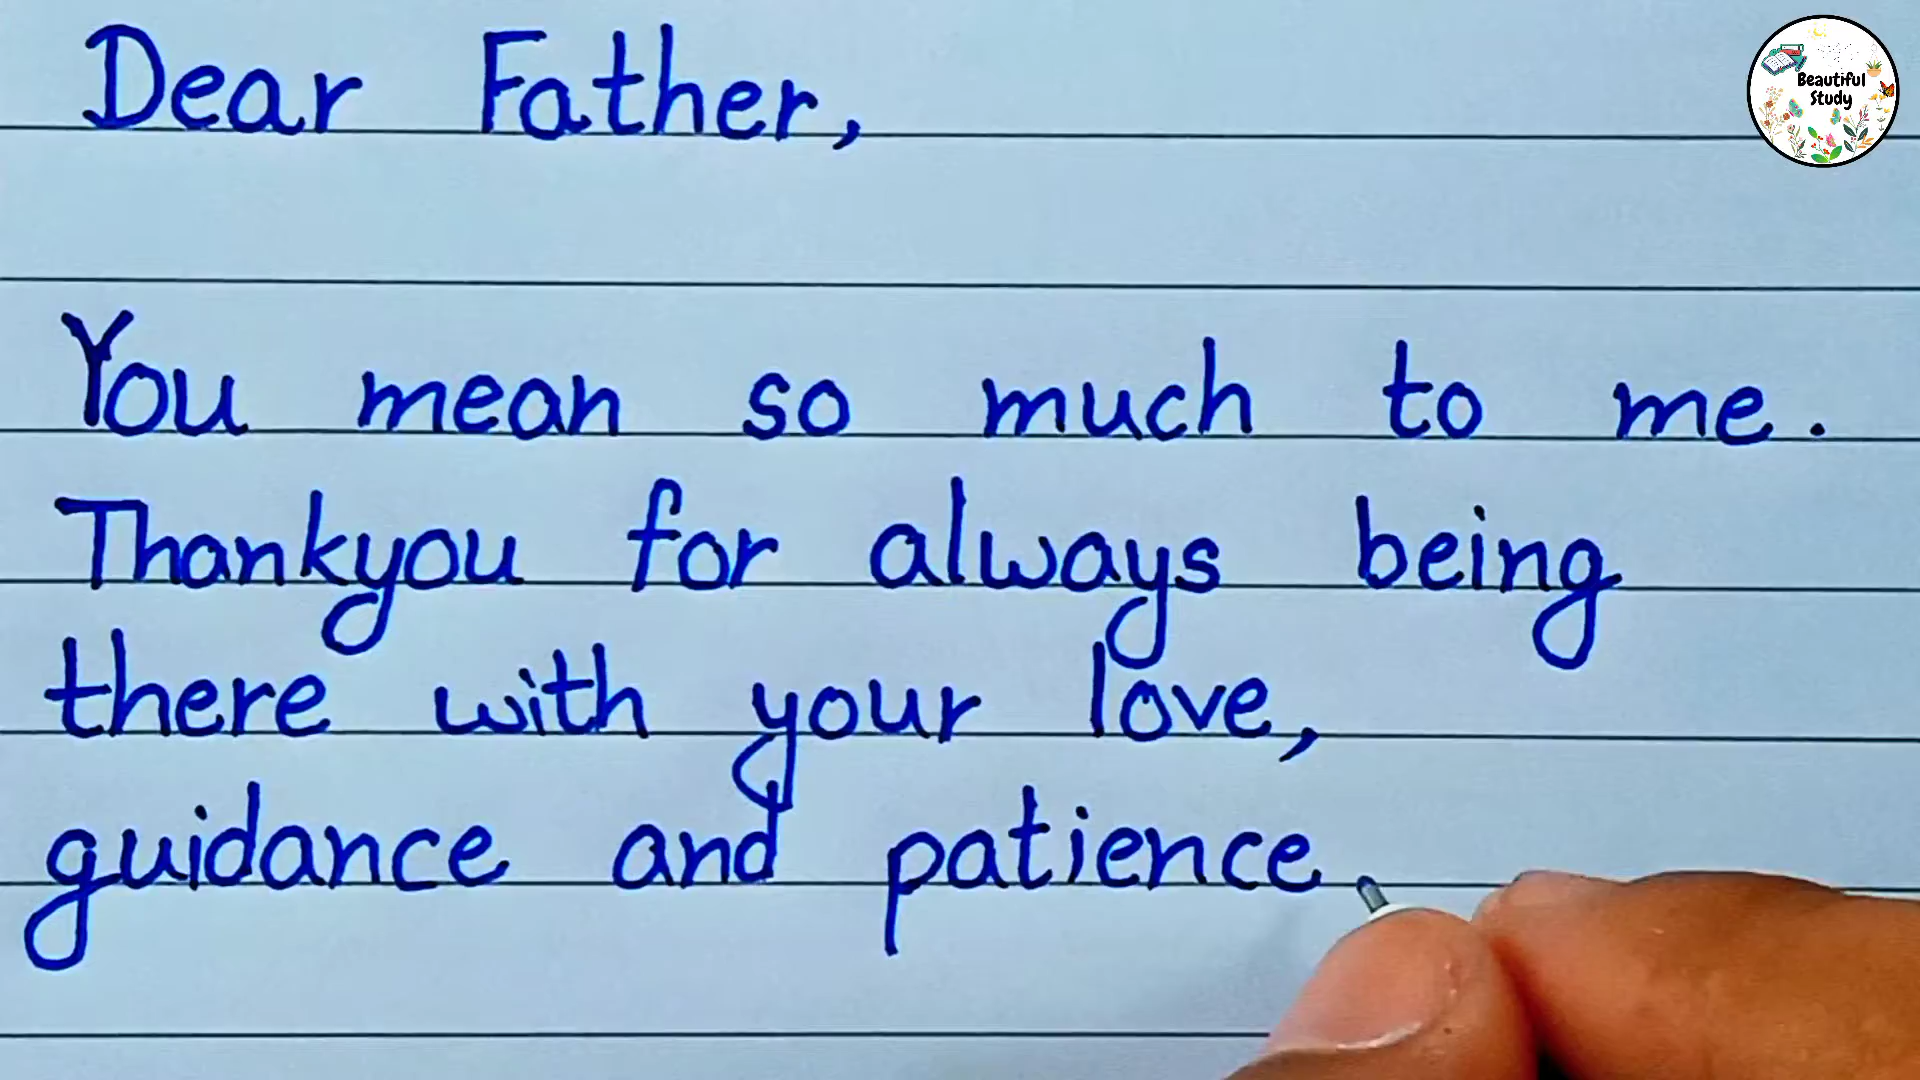 Dear Father,
Beautiful
Study
You mean so much to me.
Thankyou for always being
there with your love,
guidance and patience.